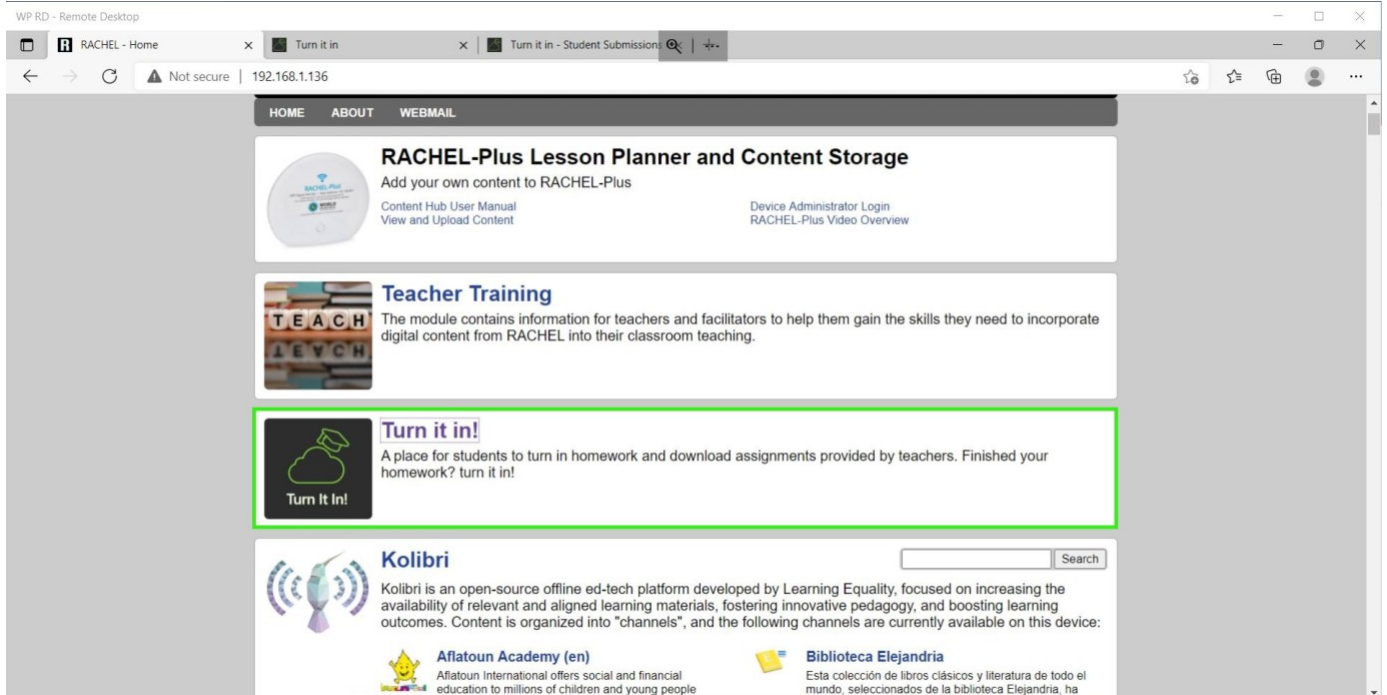 WP RD - Remote Desktop
RACHEL - Home
Turn it in
Turn it in - Student Submissions
Not secure | 192.168.1.136
HOME ABOUT WEBMAIL
RACHEL-Plus Lesson Planner and Content Storage
Add your own content to RACHEL-Plus
Content Hub User Manual
View and Upload Content
Device Administrator Login
RACHEL-Plus Video Overview
RACHEL-Plus
WORLD
TEACH
Teacher Training
The module contains information for teachers and facilitators to help them gain the skills they need to incorporate
digital content from RACHEL into their classroom teaching.
Turn It In!
Turn it in!
A place for students to turn in homework and download assignments provided by teachers. Finished your
homework? turn it in!
Kolibri
Search
Kolibri is an open-source offline ed-tech platform developed by Learning Equality, focused on increasing the
availability of relevant and aligned learning materials, fostering innovative pedagogy, and boosting learning
outcomes. Content is organized into "channels", and the following channels are currently available on this device:
Aflatoun Academy (en)
Aflatoun International offers social and financial
education to millions of children and young people
Biblioteca Elejandria
Esta colección de libros clásicos y literatura de todo el
mundo, seleccionados de la biblioteca Elejandria, ha